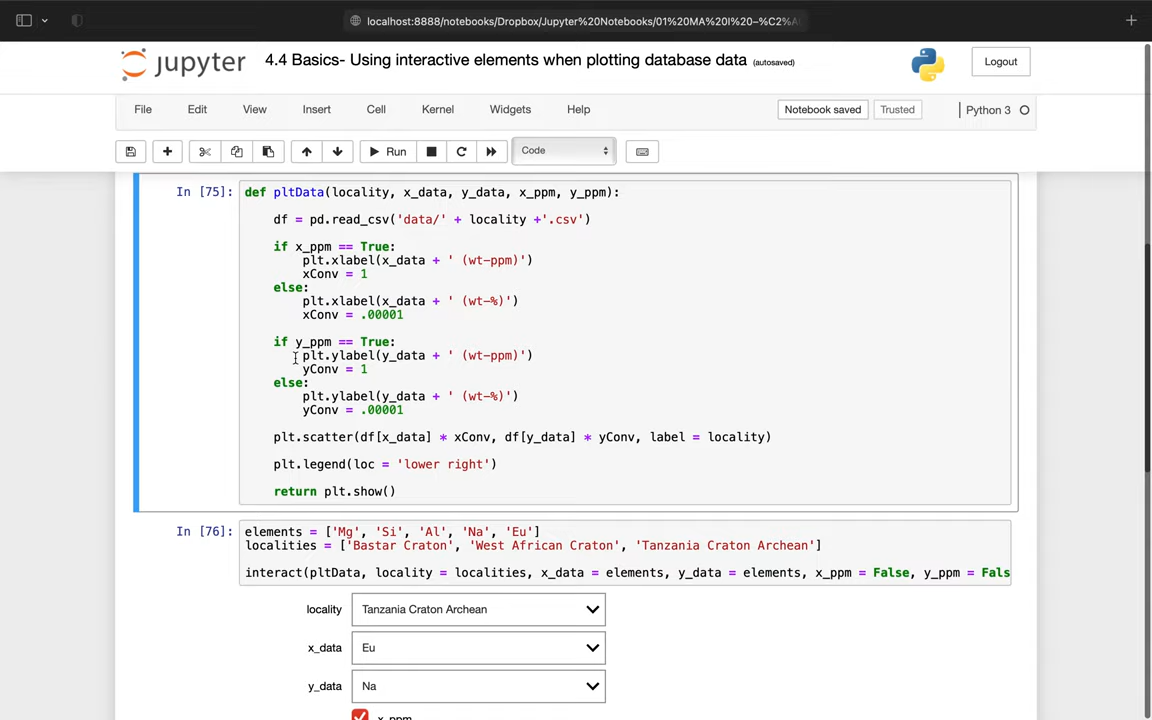 localhost:8888/notebooks/Dropbox/Jupyter%20Notebooks/01%20MA%20I%20–%C2%A
jupyter 4.4 Basics- Using interactive elements when plotting database data (autosaved)
Logout
File Edit View Insert Cell Kernel Widgets Help
Notebook saved Trusted Python 3
Run Code
In [75]: def pltData(locality, x_data, y_data, x_ppm, y_ppm):
df = pd.read_csv('data/' + locality +'.csv')
if x_ppm == True:
plt.xlabel(x_data + ' (wt-ppm)')
xConv = 1
else:
plt.xlabel(x_data + ' (wt-%)')
xConv = .00001
if y_ppm == True:
plt.ylabel(y_data + ' (wt-ppm)')
yConv = 1
else:
plt.ylabel(y_data + ' (wt-%)')
yConv = .00001
plt.scatter(df[x_data] * xConv, df[y_data] * yConv, label = locality)
plt.legend(loc = 'lower right')
return plt.show()
In [76]: elements = ['Mg', 'Si', 'Al', 'Na', 'Eu']
localities = ['Bastar Craton', 'West African Craton', 'Tanzania Craton Archean']
interact(pltData, locality = localities, x_data = elements, y_data = elements, x_ppm = False, y_ppm = Fals
locality Tanzania Craton Archean
x_data Eu
y_data Na
x_ppm